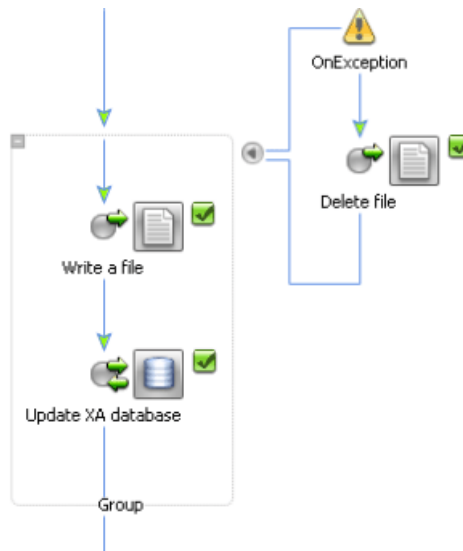 OnException
Delete file
Write a file
Update XA database
Group